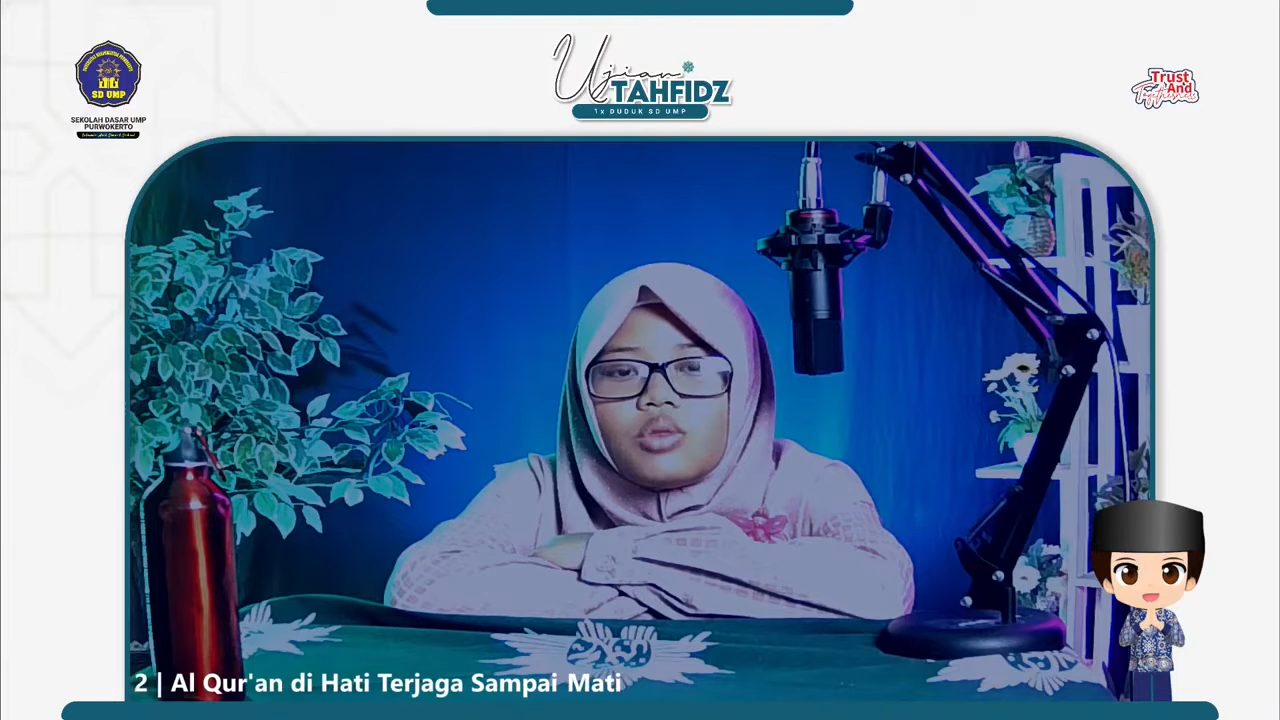 Ujian
TAHFIDZ
1x DUDUK SD UMP
SD UMP
SEKOLAH DASAR UMP
PURWOKERTO
Trust
And
Togetherness
2 | Al Qur'an di Hati Terjaga Sampai Mati